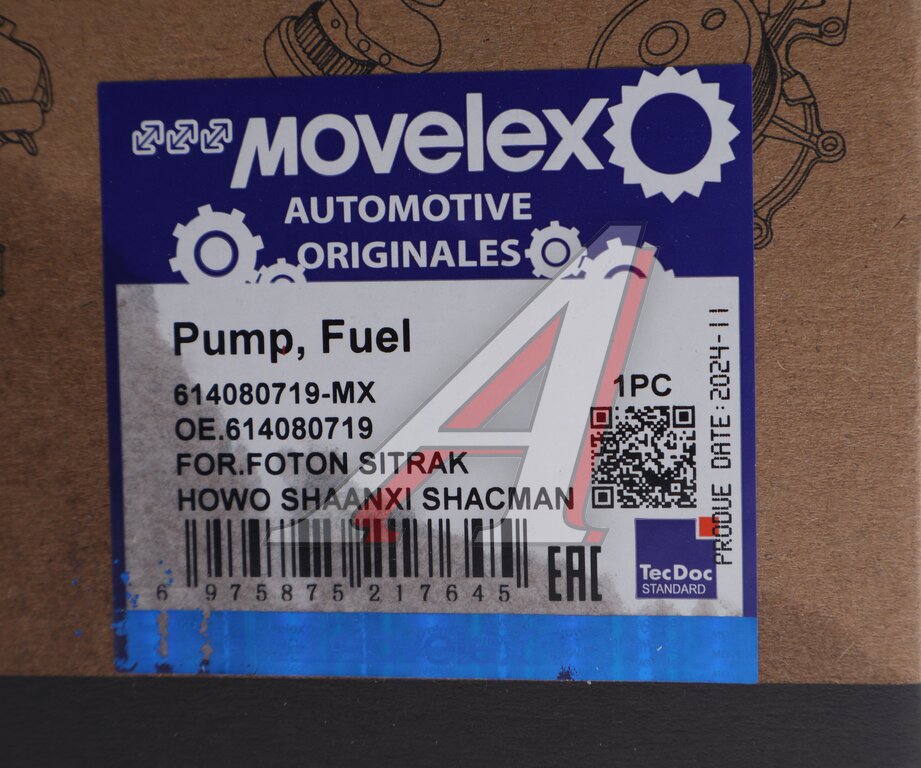 MOVELEX
AUTOMOTIVE
ORIGINALES
Pump, Fuel
614080719-MX
1PC
OE.614080719
FOR.FOTON SITRAK
HOWO SHAANXI SHACMAN
PRODUE DATE:2024-11
6 975875 217645
EAC
TecDoc
STANDARD